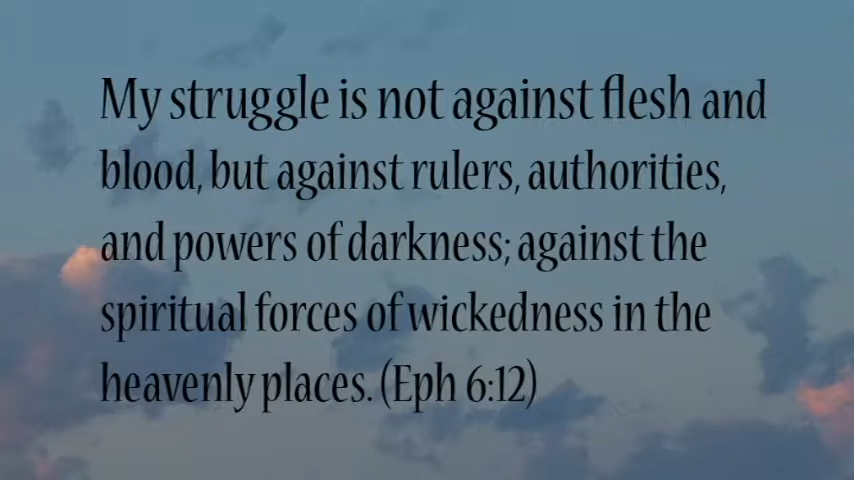 My struggle is not against flesh and
blood, but against rulers, authorities,
and powers of darkness; against the
spiritual forces of wickedness in the
heavenly places. (Eph 6:12)